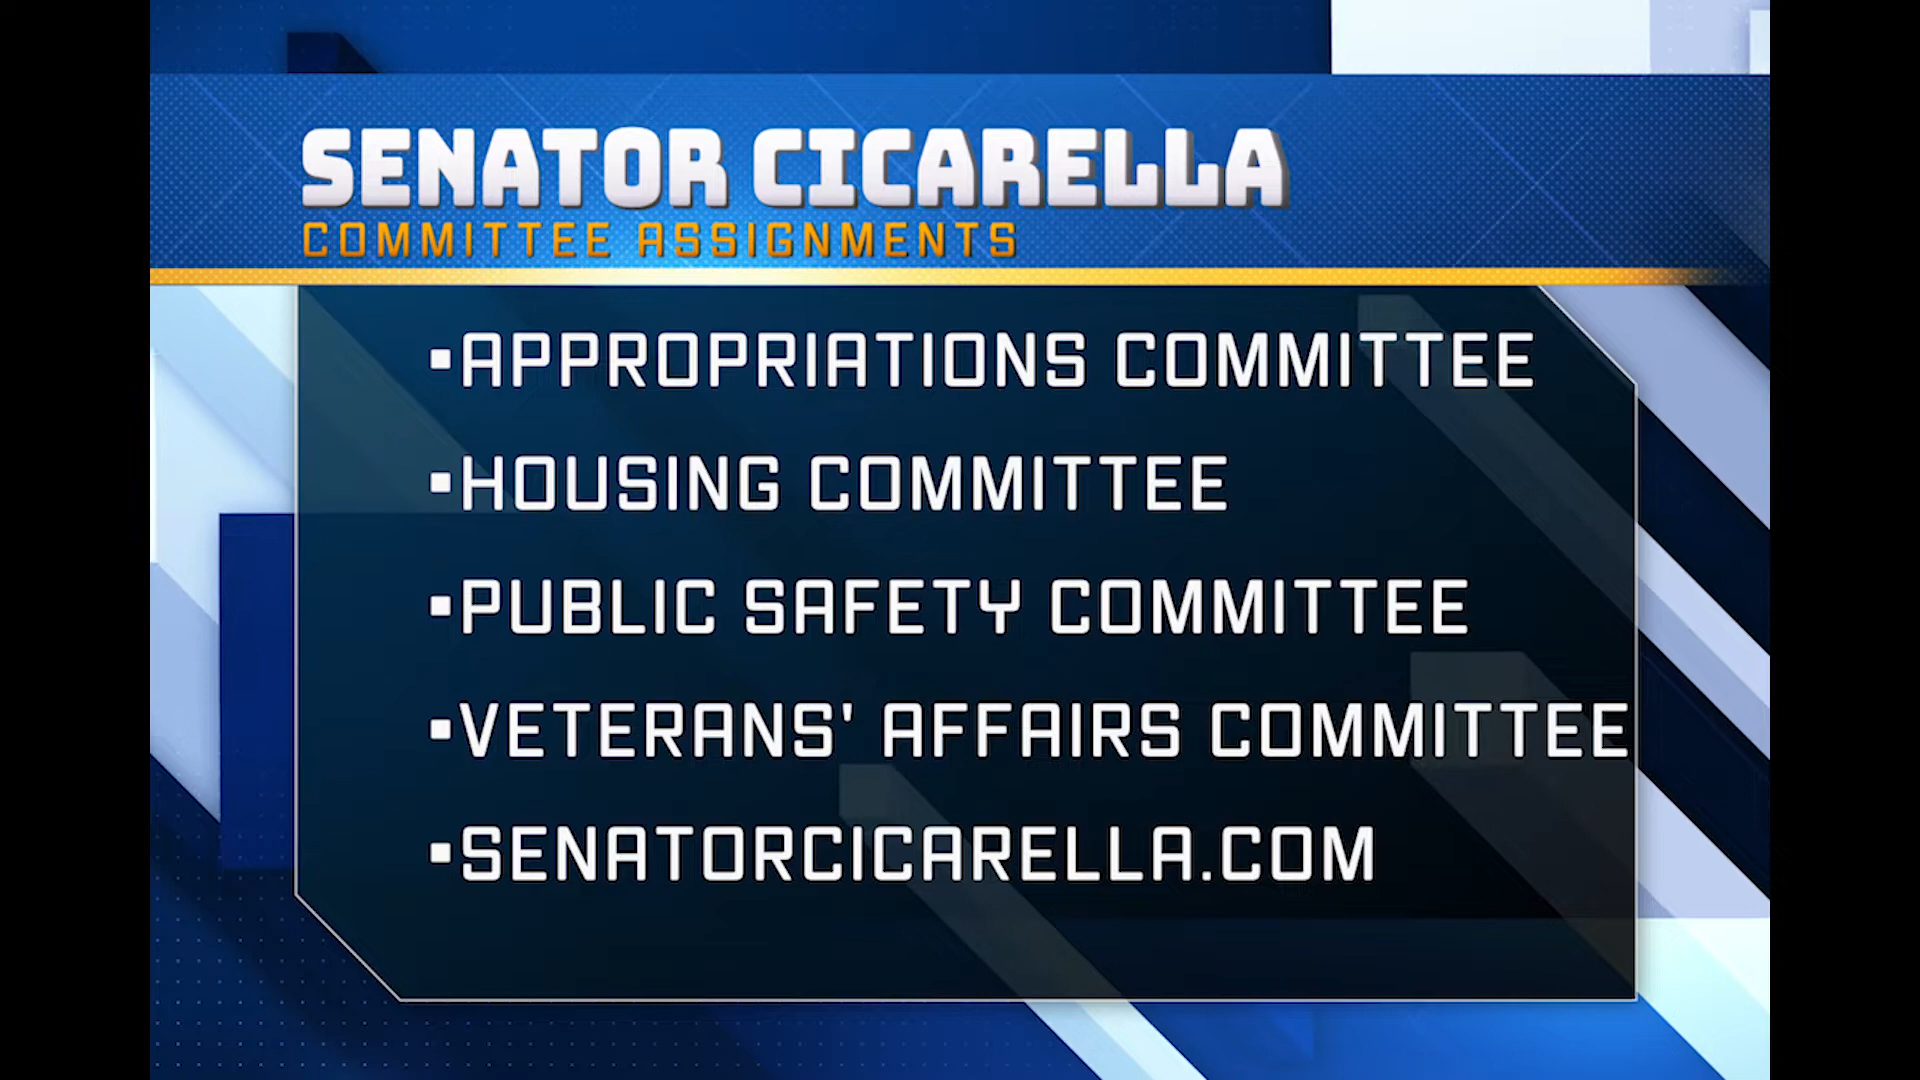 SENATOR CICARELLA
COMMITTEE ASSIGNMENTS
▪APPROPRIATIONS COMMITTEE
▪HOUSING COMMITTEE
▪PUBLIC SAFETY COMMITTEE
▪VETERANS' AFFAIRS COMMITTEE
▪SENATORCICARELLA.COM